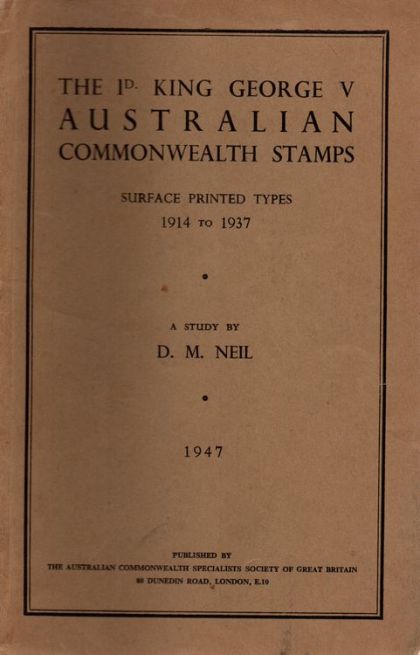 THE 1D. KING GEORGE V
AUSTRALIAN
COMMONWEALTH STAMPS
SURFACE PRINTED TYPES
1914 TO 1937
A STUDY BY
D. M. NEIL
1947
PUBLISHED BY
THE AUSTRALIAN COMMONWEALTH SPECIALISTS SOCIETY OF GREAT BRITAIN
DUNEDIN ROAD, LONDON, E.10